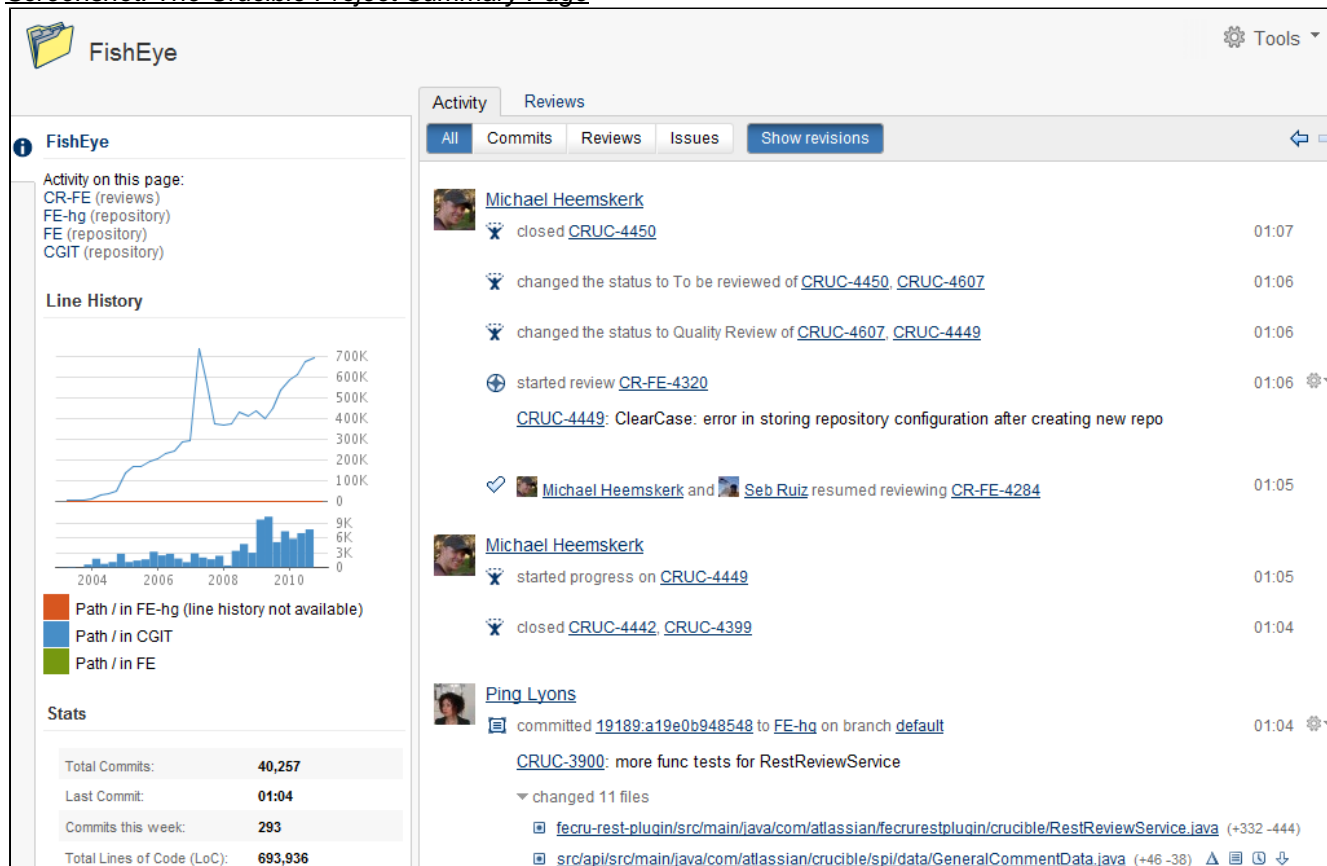 Screenshot: The Crucible Project Summary Page
FishEye
Tools
Activity
Reviews
All
Commits
Reviews
Issues
Show revisions
FishEye
Activity on this page:
CR-FE (reviews)
FE-hg (repository)
FE (repository)
CGIT (repository)
Line History
700K
600K
500K
400K
300K
200K
100K
0
9K
6K
3K
0
2004 2006 2008 2010
Path / in FE-hg (line history not available)
Path / in CGIT
Path / in FE
Stats
Total Commits: 40,257
Last Commit: 01:04
Commits this week: 293
Total Lines of Code (LoC): 693,936
Michael Heemskerk
closed CRUC-4450 01:07
changed the status to To be reviewed of CRUC-4450, CRUC-4607 01:06
changed the status to Quality Review of CRUC-4607, CRUC-4449 01:06
started review CR-FE-4320 01:06
CRUC-4449: ClearCase: error in storing repository configuration after creating new repo
Michael Heemskerk and Seb Ruiz resumed reviewing CR-FE-4284 01:05
Michael Heemskerk
started progress on CRUC-4449 01:05
closed CRUC-4442, CRUC-4399 01:04
Ping Lyons
committed 19189:a19e0b948548 to FE-hg on branch default 01:04
CRUC-3900: more func tests for RestReviewService
changed 11 files
fecru-rest-plugin/src/main/java/com/atlassian/fecrurestplugin/crucible/RestReviewService.java (+332 -444)
src/api/src/main/java/com/atlassian/crucible/spi/data/GeneralCommentData.java (+46 -38)